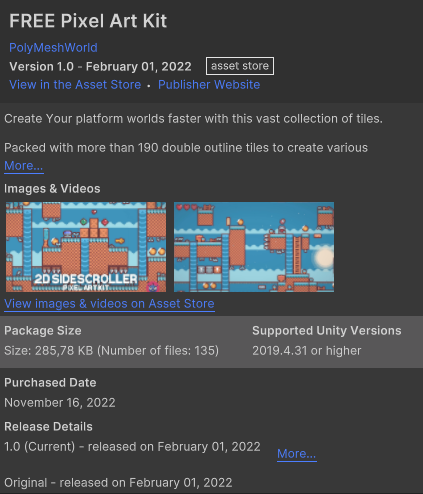 FREE Pixel Art Kit
PolyMeshWorld
Version 1.0 - February 01, 2022 asset store
View in the Asset Store • Publisher Website
Create Your platform worlds faster with this vast collection of tiles.
Packed with more than 190 double outline tiles to create various
More...
Images & Videos
2D SIDESCROLLER
PIXEL ART KIT
View images & videos on Asset Store
Package Size Supported Unity Versions
Size: 285,78 KB (Number of files: 135) 2019.4.31 or higher
Purchased Date
November 16, 2022
Release Details
1.0 (Current) - released on February 01, 2022 More...
Original - released on February 01, 2022